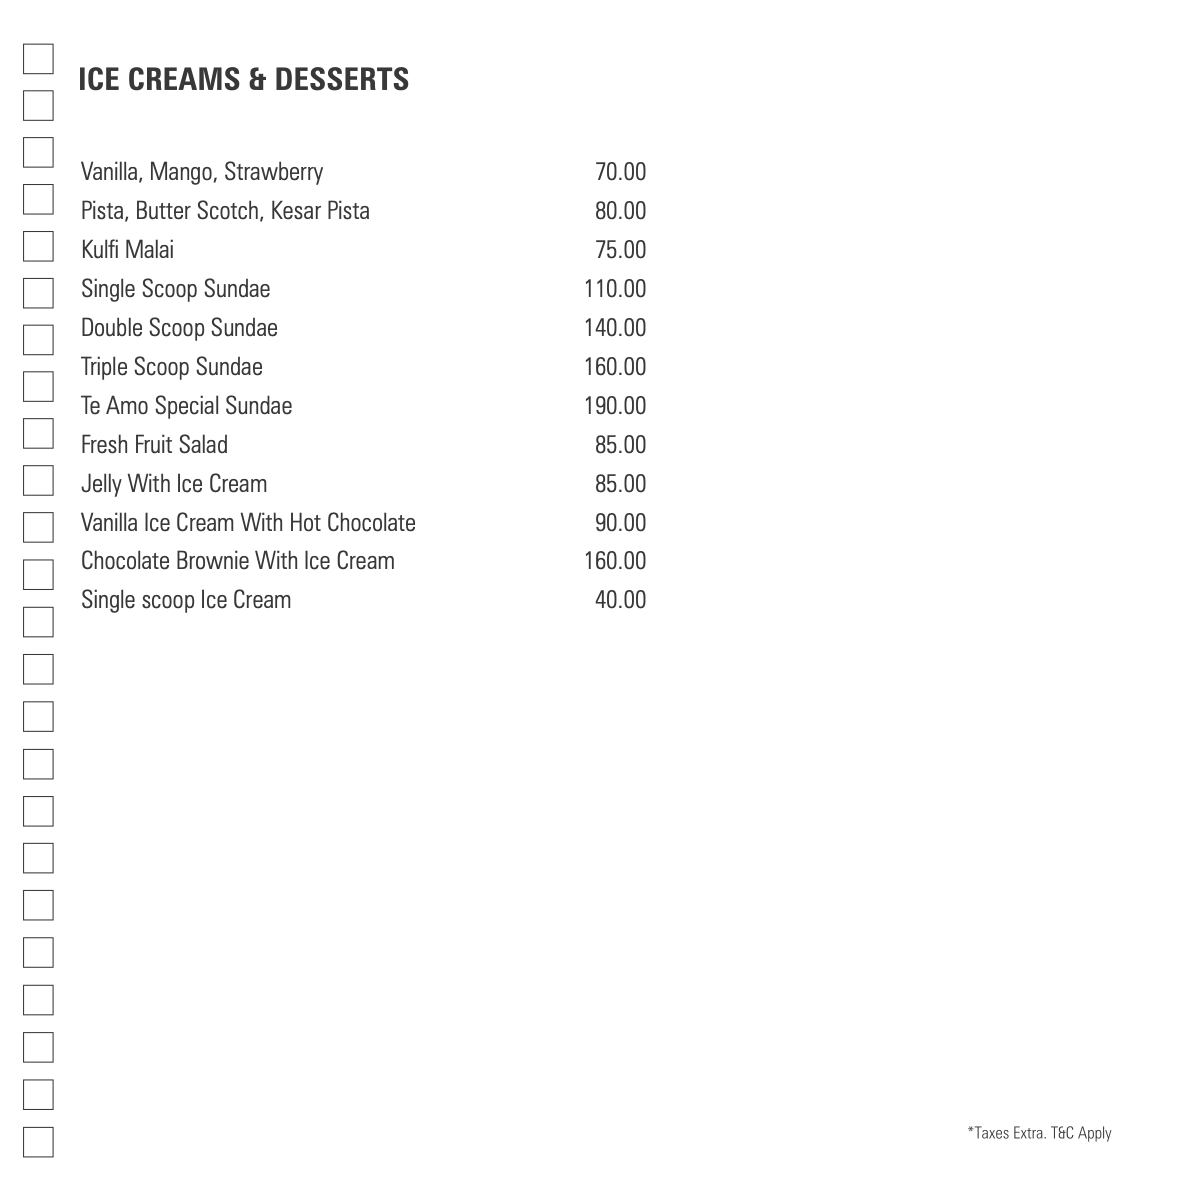 ICE CREAMS & DESSERTS
Vanilla, Mango, Strawberry 70.00
Pista, Butter Scotch, Kesar Pista 80.00
Kulfi Malai 75.00
Single Scoop Sundae 110.00
Double Scoop Sundae 140.00
Triple Scoop Sundae 160.00
Te Amo Special Sundae 190.00
Fresh Fruit Salad 85.00
Jelly With Ice Cream 85.00
Vanilla Ice Cream With Hot Chocolate 90.00
Chocolate Brownie With Ice Cream 160.00
Single scoop Ice Cream 40.00
*Taxes Extra. T&C Apply